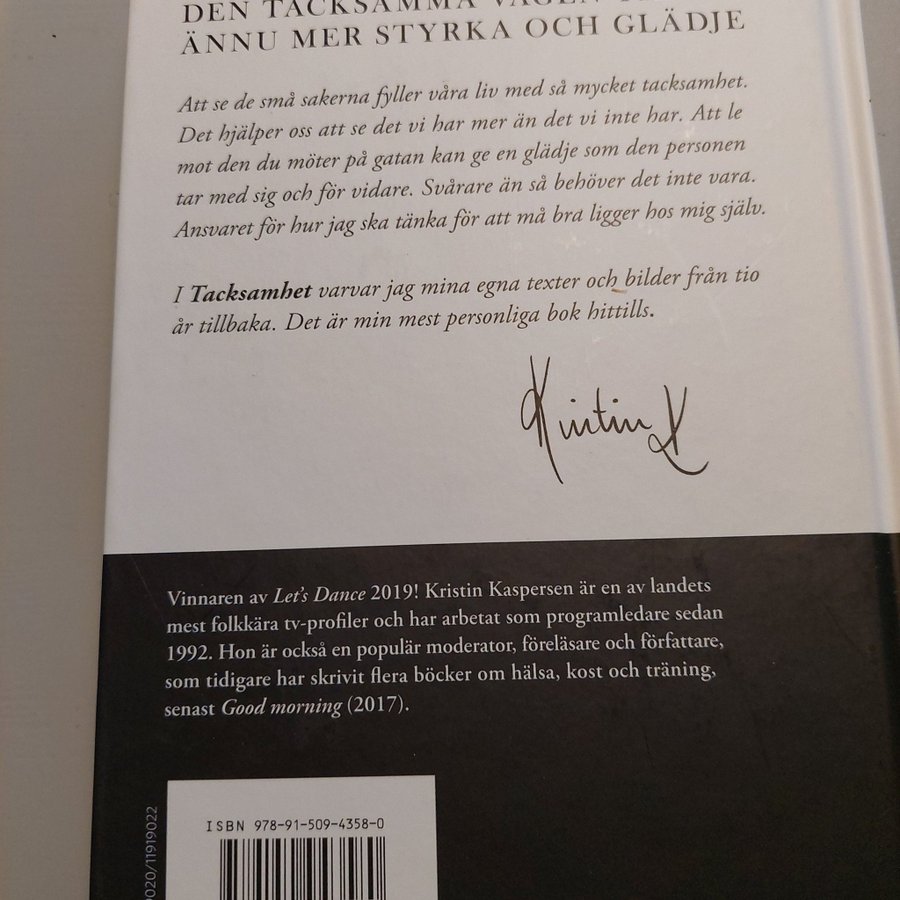 DEN TACKSAMMA VÄGEN
ÄNNU MER STYRKA OCH GLÄDJE
Att se de små sakerna fyller våra liv med så mycket tacksamhet.
Det hjälper oss att se det vi har mer än det vi inte har. Att le
mot den du möter på gatan kan ge en glädje som den personen
tar med sig och för vidare. Svårare än så behöver det inte vara.
Ansvaret för hur jag ska tänka för att må bra ligger hos mig själv.
I Tacksamhet varvar jag mina egna texter och bilder från tio
år tillbaka. Det är min mest personliga bok hittills.
Kristin K
Vinnaren av Let's Dance 2019! Kristin Kaspersen är en av landets
mest folkkära tv-profiler och har arbetat som programledare sedan
1992. Hon är också en populär moderator, föreläsare och författare,
som tidigare har skrivit flera böcker om hälsa, kost och träning,
senast Good morning (2017).
ISBN 978-91-509-4358-0
020/11919022